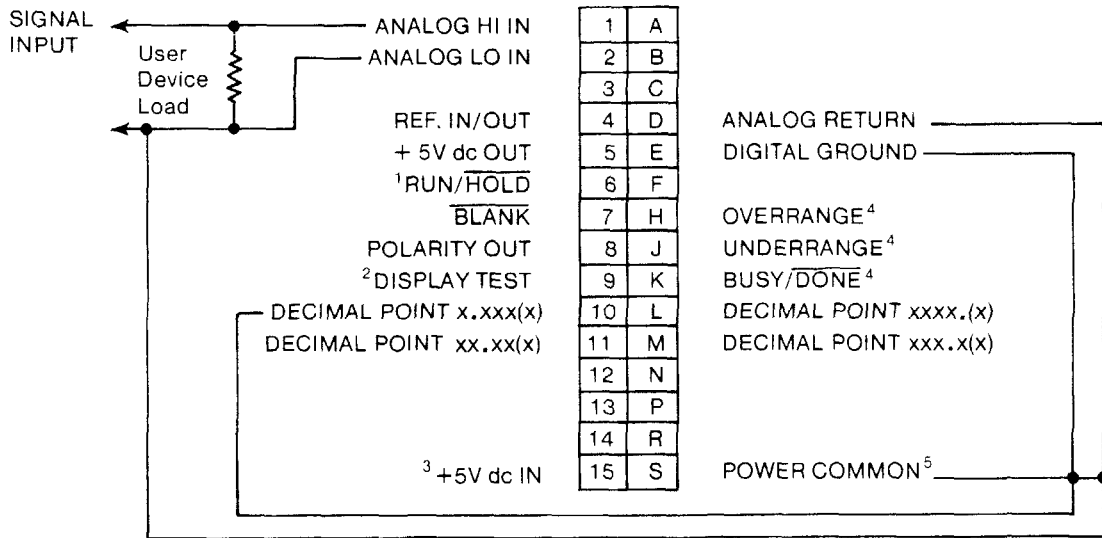 SIGNAL INPUT
User Device Load
ANALOG HI IN 1 A
ANALOG LO IN 2 B
3 C
REF. IN/OUT 4 D ANALOG RETURN
+ 5V dc OUT 5 E DIGITAL GROUND
¹RUN/HOLD 6 F
BLANK 7 H OVERRANGE⁴
POLARITY OUT 8 J UNDERRANGE⁴
²DISPLAY TEST 9 K BUSY/DONE⁴
DECIMAL POINT x.xxx(x) 10 L DECIMAL POINT xxxx.(x)
DECIMAL POINT xx.xx(x) 11 M DECIMAL POINT xxx.x(x)
12 N
13 P
14 R
³ +5V dc IN 15 S POWER COMMON⁵